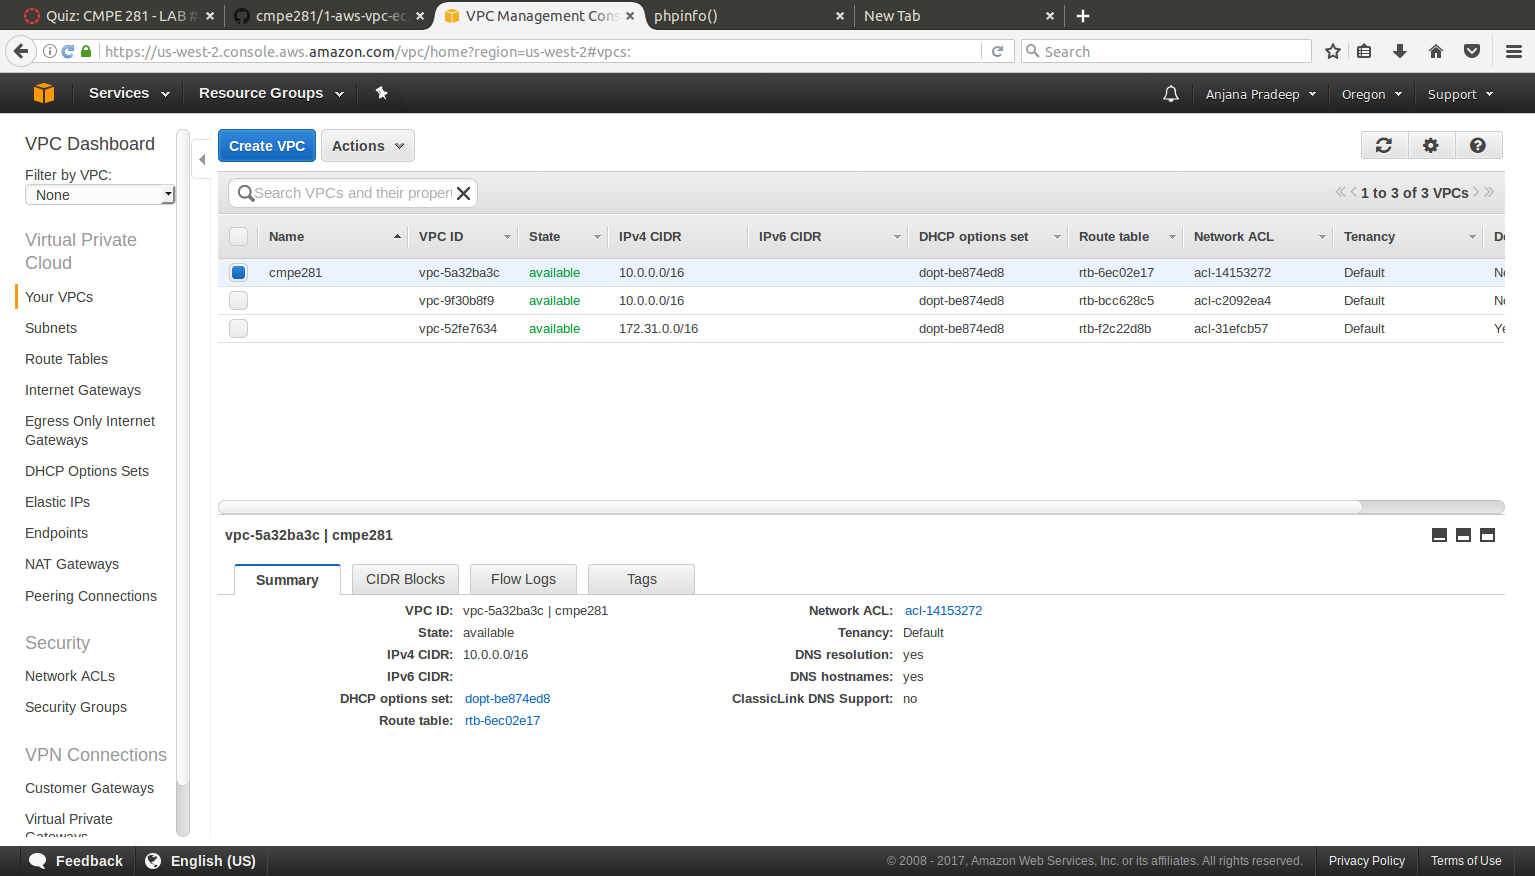 Quiz: CMPE 281 - LAB #
cmpe281/1-aws-vpc-ec
VPC Management Cons
phpinfo()
New Tab
https://us-west-2.console.aws.amazon.com/vpc/home?region=us-west-2#vpcs:
Search
Services
Resource Groups
Anjana Pradeep
Oregon
Support
VPC Dashboard
Filter by VPC:
None
Virtual Private
Cloud
Your VPCs
Subnets
Route Tables
Internet Gateways
Egress Only Internet
Gateways
DHCP Options Sets
Elastic IPs
Endpoints
NAT Gateways
Peering Connections
Security
Network ACLs
Security Groups
VPN Connections
Customer Gateways
Virtual Private
Gateways
Create VPC
Actions
Search VPCs and their propert
1 to 3 of 3 VPCs
Name VPC ID State IPv4 CIDR IPv6 CIDR DHCP options set Route table Network ACL Tenancy
cmpe281 vpc-5a32ba3c available 10.0.0.0/16 dopt-be874ed8 rtb-6ec02e17 acl-14153272 Default
vpc-9f30b8f9 available 10.0.0.0/16 dopt-be874ed8 rtb-bcc628c5 acl-c2092ea4 Default
vpc-52fe7634 available 172.31.0.0/16 dopt-be874ed8 rtb-f2c22d8b acl-31efcb57 Default
vpc-5a32ba3c | cmpe281
Summary
CIDR Blocks
Flow Logs
Tags
VPC ID: vpc-5a32ba3c | cmpe281
State: available
IPv4 CIDR: 10.0.0.0/16
IPv6 CIDR:
DHCP options set: dopt-be874ed8
Route table: rtb-6ec02e17
Network ACL: acl-14153272
Tenancy: Default
DNS resolution: yes
DNS hostnames: yes
ClassicLink DNS Support: no
Feedback
English (US)
© 2008 - 2017, Amazon Web Services, Inc. or its affiliates. All rights reserved.
Privacy Policy
Terms of Use